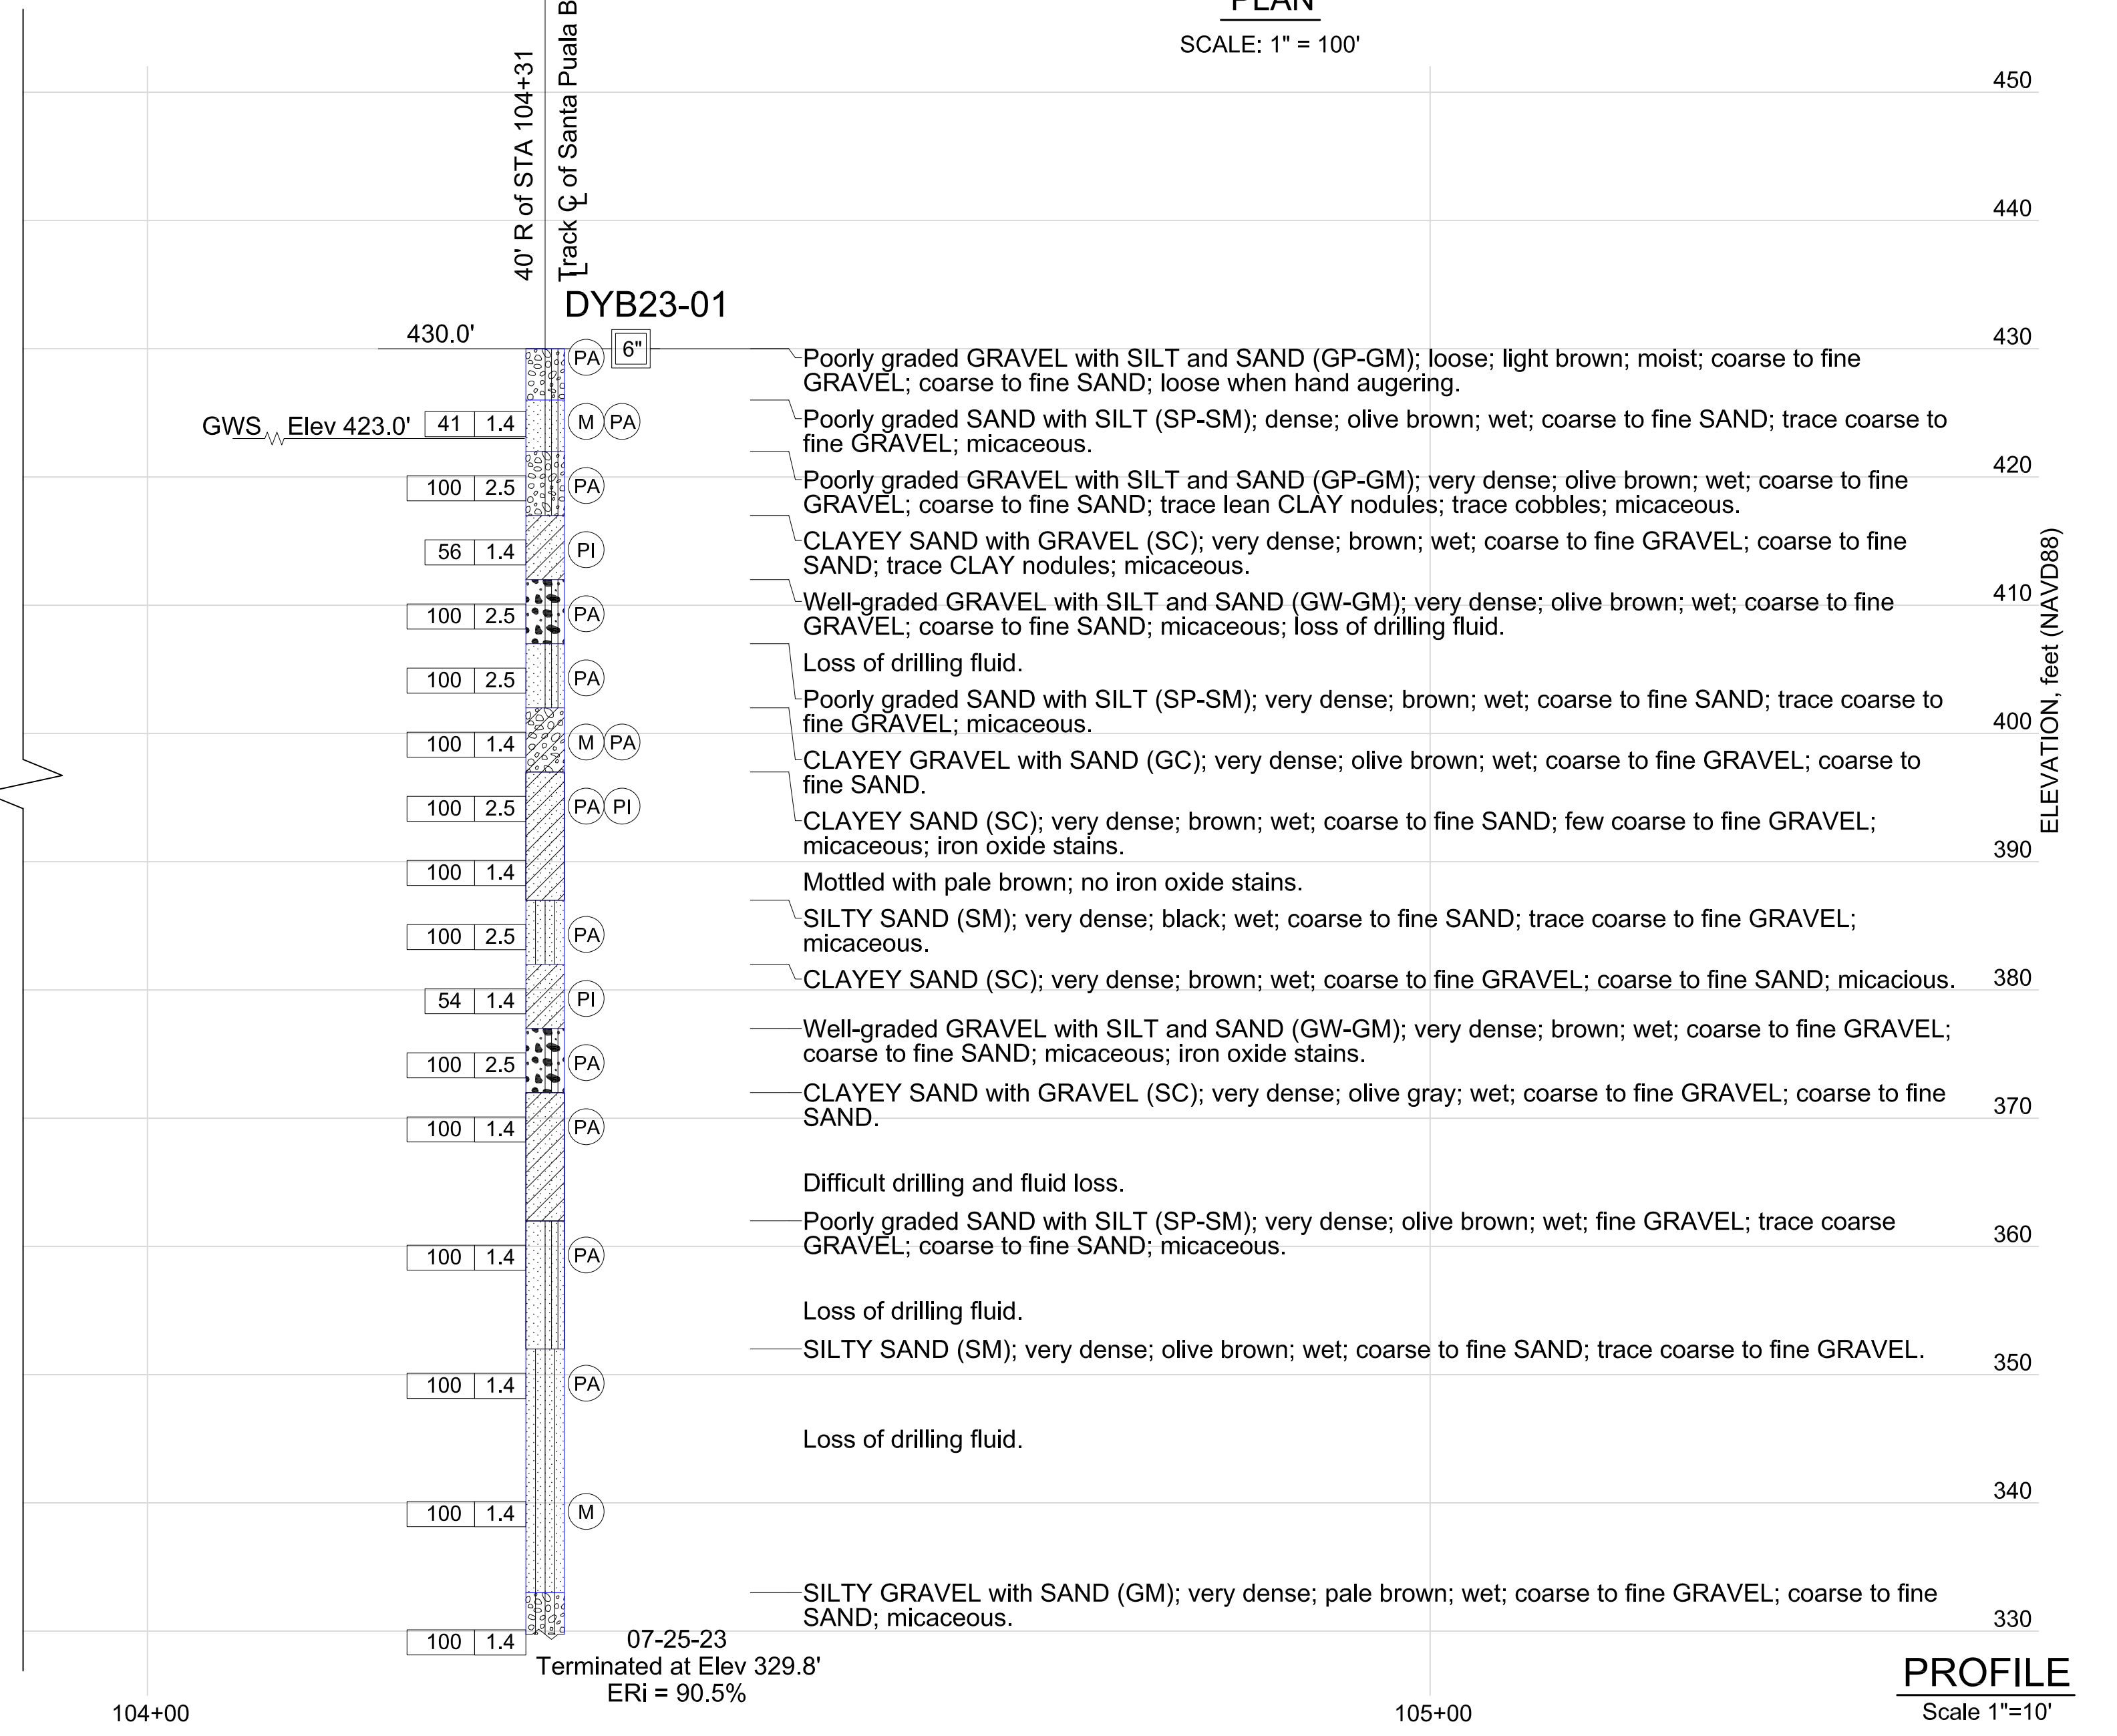 PLAN
SCALE: 1" = 100'
40' R of STA 104+31
Track CL of Santa Puala B
450
440
430
420
410
400
390
380
370
360
350
340
330
ELEVATION, feet (NAVD88)
DYB23-01
430.0'
6"
PA
GWS Elev 423.0'
41 1.4 M PA
100 2.5 PA
56 1.4 PI
100 2.5 PA
100 2.5 PA
100 1.4 M PA
100 2.5 PA PI
100 1.4
100 2.5 PA
54 1.4 PI
100 2.5 PA
100 1.4 PA
100 1.4 PA
100 1.4 PA
100 1.4 M
100 1.4
Poorly graded GRAVEL with SILT and SAND (GP-GM); loose; light brown; moist; coarse to fine
GRAVEL; coarse to fine SAND; loose when hand augering.
Poorly graded SAND with SILT (SP-SM); dense; olive brown; wet; coarse to fine SAND; trace coarse to
fine GRAVEL; micaceous.
Poorly graded GRAVEL with SILT and SAND (GP-GM); very dense; olive brown; wet; coarse to fine
GRAVEL; coarse to fine SAND; trace lean CLAY nodules; trace cobbles; micaceous.
CLAYEY SAND with GRAVEL (SC); very dense; brown; wet; coarse to fine GRAVEL; coarse to fine
SAND; trace CLAY nodules; micaceous.
Well-graded GRAVEL with SILT and SAND (GW-GM); very dense; olive brown; wet; coarse to fine
GRAVEL; coarse to fine SAND; micaceous; loss of drilling fluid.
Loss of drilling fluid.
Poorly graded SAND with SILT (SP-SM); very dense; brown; wet; coarse to fine SAND; trace coarse to
fine GRAVEL; micaceous.
CLAYEY GRAVEL with SAND (GC); very dense; olive brown; wet; coarse to fine GRAVEL; coarse to
fine SAND.
CLAYEY SAND (SC); very dense; brown; wet; coarse to fine SAND; few coarse to fine GRAVEL;
micaceous; iron oxide stains.
Mottled with pale brown; no iron oxide stains.
SILTY SAND (SM); very dense; black; wet; coarse to fine SAND; trace coarse to fine GRAVEL;
micaceous.
CLAYEY SAND (SC); very dense; brown; wet; coarse to fine GRAVEL; coarse to fine SAND; micacious.
Well-graded GRAVEL with SILT and SAND (GW-GM); very dense; brown; wet; coarse to fine GRAVEL;
coarse to fine SAND; micaceous; iron oxide stains.
CLAYEY SAND with GRAVEL (SC); very dense; olive gray; wet; coarse to fine GRAVEL; coarse to fine
SAND.
Difficult drilling and fluid loss.
Poorly graded SAND with SILT (SP-SM); very dense; olive brown; wet; fine GRAVEL; trace coarse
GRAVEL; coarse to fine SAND; micaceous.
Loss of drilling fluid.
SILTY SAND (SM); very dense; olive brown; wet; coarse to fine SAND; trace coarse to fine GRAVEL.
Loss of drilling fluid.
SILTY GRAVEL with SAND (GM); very dense; pale brown; wet; coarse to fine GRAVEL; coarse to fine
SAND; micaceous.
07-25-23
Terminated at Elev 329.8'
ERi = 90.5%
PROFILE
Scale 1"=10'
104+00
105+00